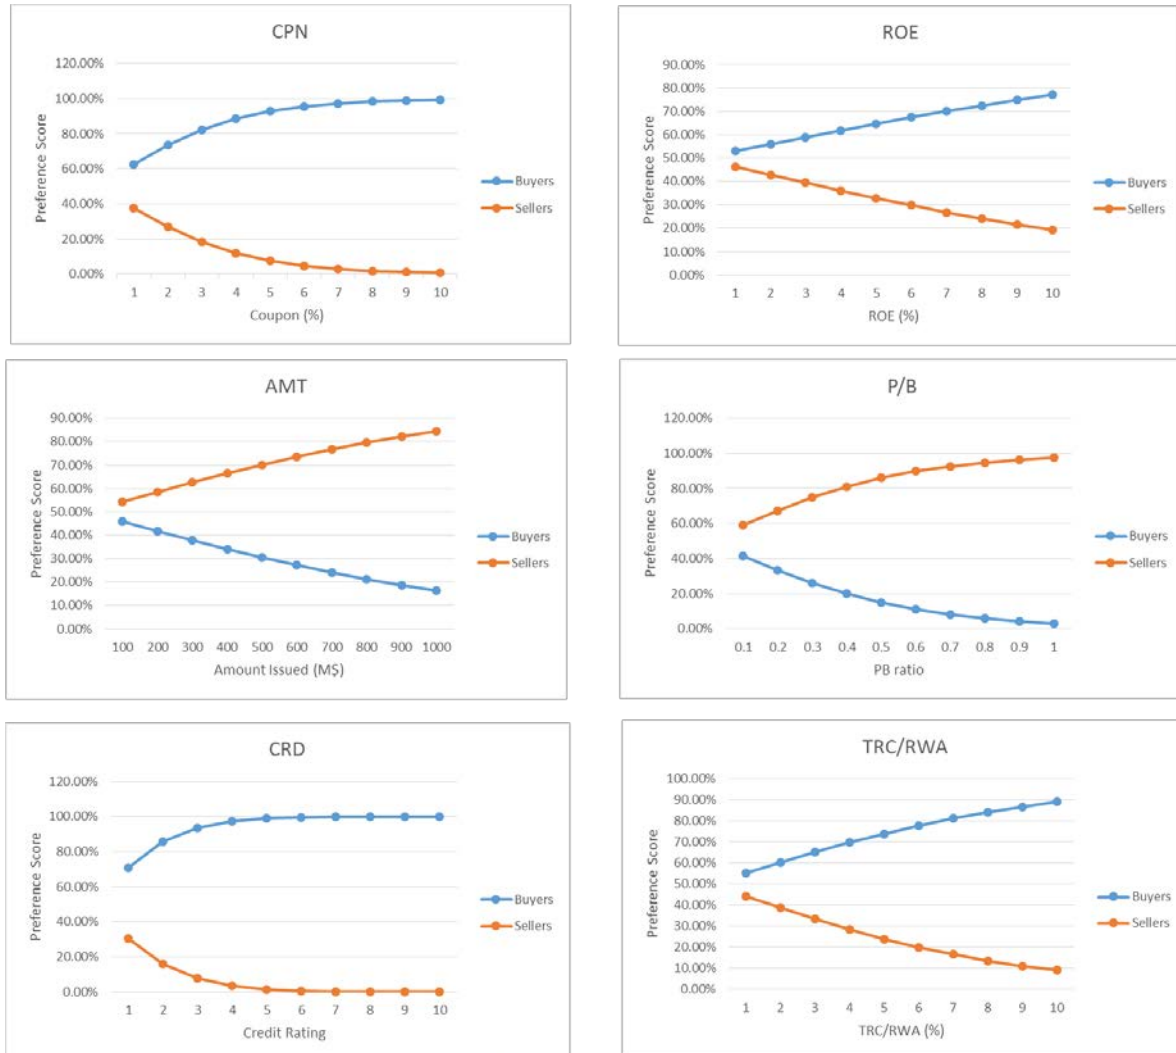 CPN
120.00%
100.00%
80.00%
60.00%
40.00%
20.00%
0.00%
Preference Score
1 2 3 4 5 6 7 8 9 10
Coupon (%)
Buyers
Sellers
ROE
90.00%
80.00%
70.00%
60.00%
50.00%
40.00%
30.00%
20.00%
10.00%
0.00%
Preference Score
1 2 3 4 5 6 7 8 9 10
ROE (%)
Buyers
Sellers
AMT
90.00%
80.00%
70.00%
60.00%
50.00%
40.00%
30.00%
20.00%
10.00%
0.00%
Preference Score
100 200 300 400 500 600 700 800 900 1000
Amount Issued (M$)
Buyers
Sellers
P/B
120.00%
100.00%
80.00%
60.00%
40.00%
20.00%
0.00%
Preference Score
0.1 0.2 0.3 0.4 0.5 0.6 0.7 0.8 0.9 1
PB ratio
Buyers
Sellers
CRD
120.00%
100.00%
80.00%
60.00%
40.00%
20.00%
0.00%
Preference Score
1 2 3 4 5 6 7 8 9 10
Credit Rating
Buyers
Sellers
TRC/RWA
100.00%
90.00%
80.00%
70.00%
60.00%
50.00%
40.00%
30.00%
20.00%
10.00%
0.00%
Preference Score
1 2 3 4 5 6 7 8 9 10
TRC/RWA (%)
Buyers
Sellers